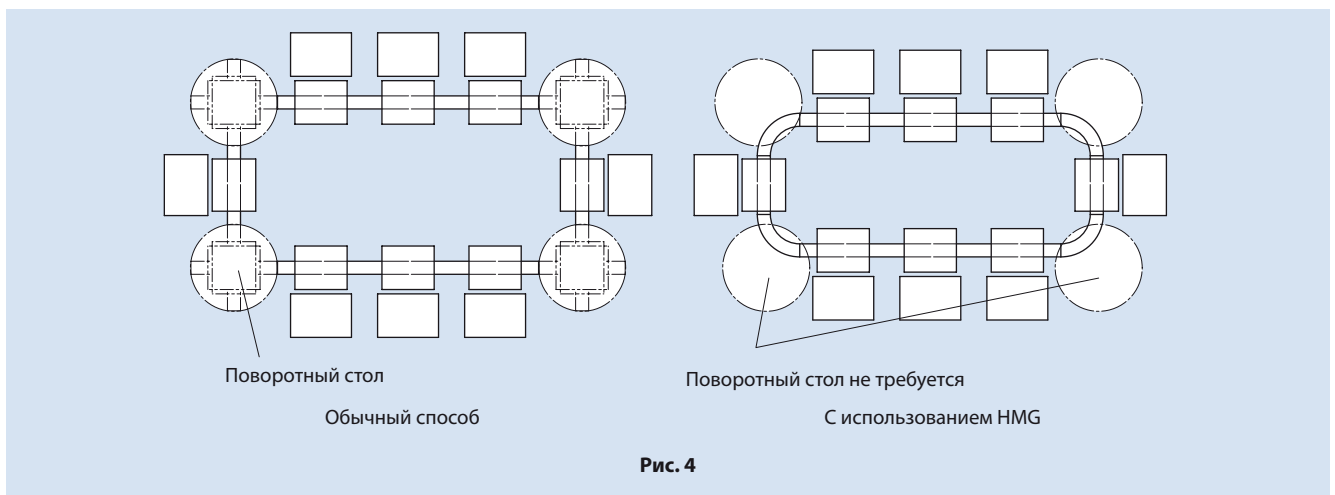 Поворотный стол
Поворотный стол не требуется
Обычный способ
С использованием HMG
Рис. 4